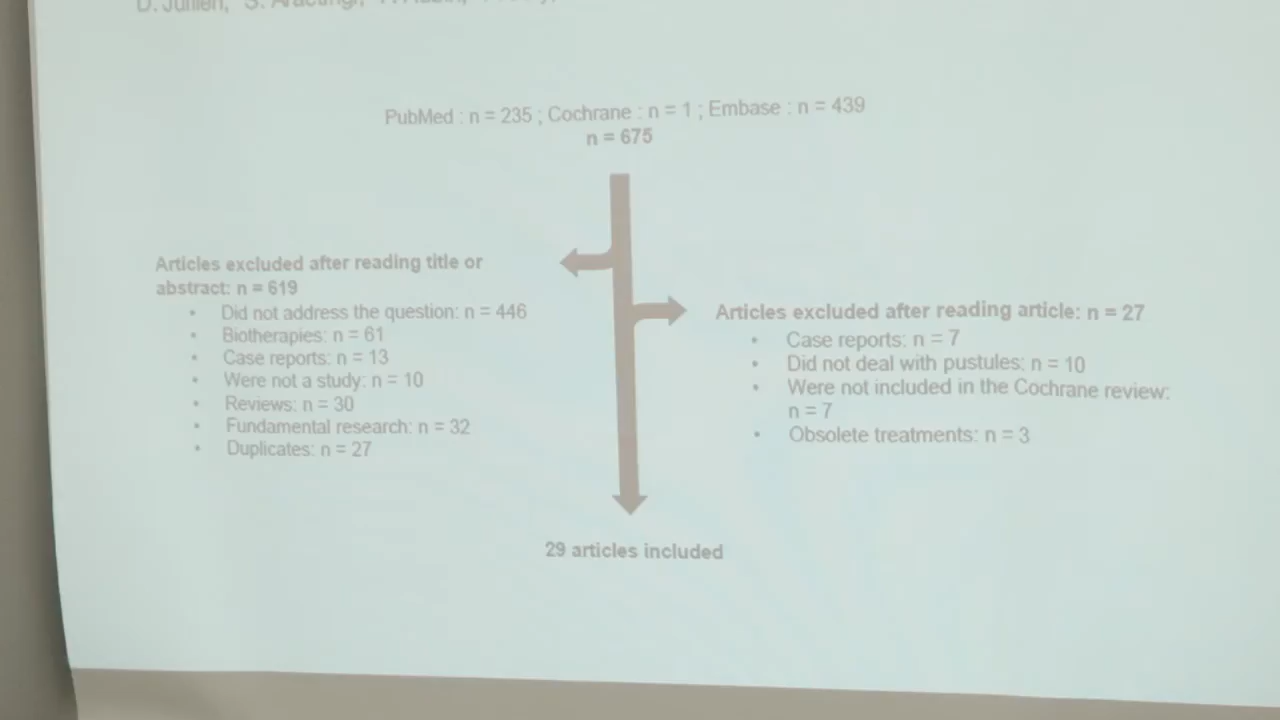 D. Jullien, S. Aractingi,
PubMed : n = 235 ; Cochrane : n = 1 ; Embase : n = 439
n = 675
Articles excluded after reading title or
abstract: n = 619
• Did not address the question: n = 446
• Biotherapies: n = 61
• Case reports: n = 13
• Were not a study: n = 10
• Reviews: n = 30
• Fundamental research: n = 32
• Duplicates: n = 27
Articles excluded after reading article: n = 27
• Case reports: n = 7
• Did not deal with pustules: n = 10
• Were not included in the Cochrane review:
n = 7
• Obsolete treatments: n = 3
29 articles included